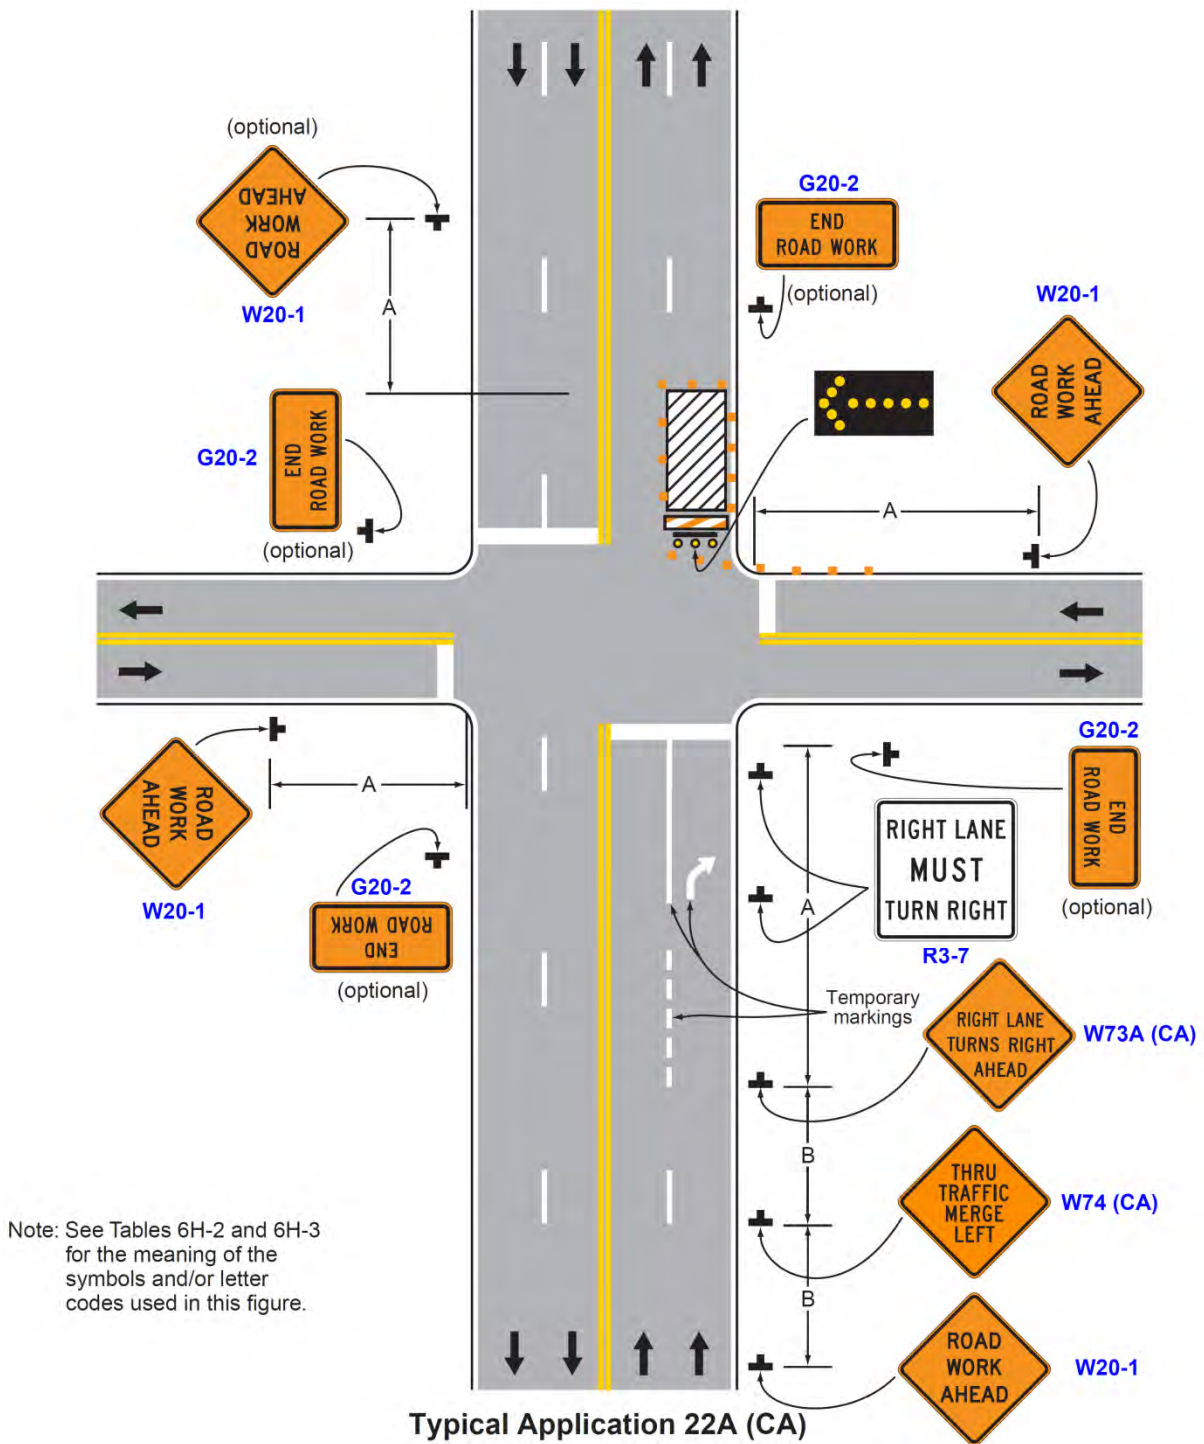 (optional)
ROAD
WORK
AHEAD
W20-1
A
G20-2
END
ROAD WORK
(optional)
W20-1
ROAD
WORK
AHEAD
G20-2
END
ROAD WORK
(optional)
A
A
ROAD
WORK
AHEAD
W20-1
G20-2
END
ROAD WORK
(optional)
G20-2
END
ROAD WORK
(optional)
A
RIGHT LANE
MUST
TURN RIGHT
R3-7
Temporary
markings
RIGHT LANE
TURNS RIGHT
AHEAD
W73A (CA)
B
THRU
TRAFFIC
MERGE
LEFT
W74 (CA)
B
ROAD
WORK
AHEAD
W20-1
Note: See Tables 6H-2 and 6H-3
for the meaning of the
symbols and/or letter
codes used in this figure.
Typical Application 22A (CA)